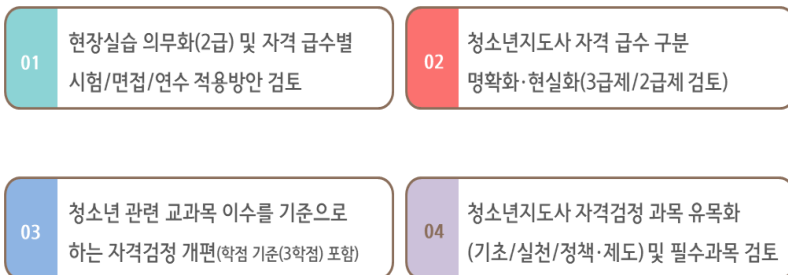 01
현장실습 의무화(2급) 및 자격 급수별
시험/면접/연수 적용방안 검토
02
청소년지도사 자격 급수 구분
명확화·현실화(3급제/2급제 검토)
03
청소년 관련 교과목 이수를 기준으로
하는 자격검정 개편(학점 기준(3학점) 포함)
04
청소년지도사 자격검정 과목 유목화
(기초/실천/정책·제도) 및 필수과목 검토